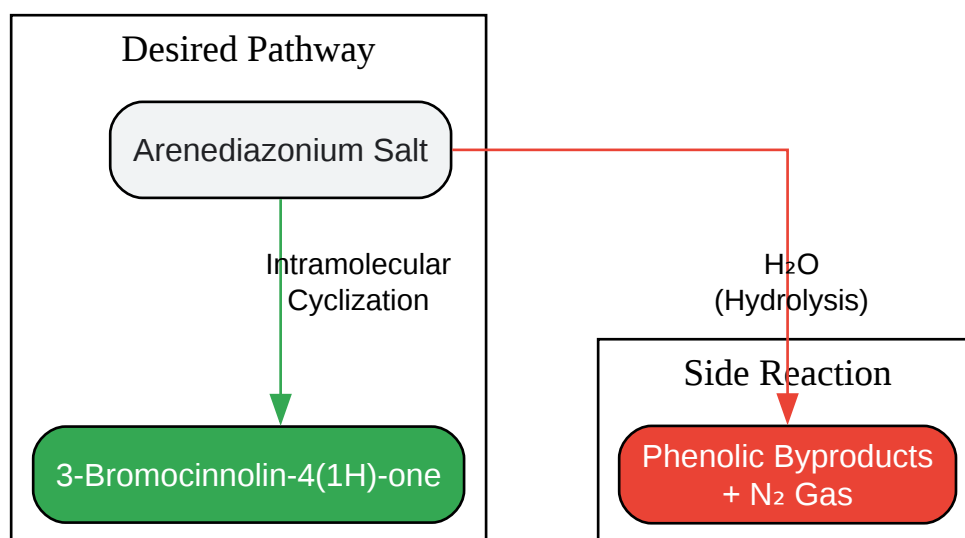 Desired Pathway
Arenediazonium Salt
Intramolecular
Cyclization
3-Bromocinnolin-4(1H)-one
H₂O
(Hydrolysis)
Side Reaction
Phenolic Byproducts
+ N₂ Gas